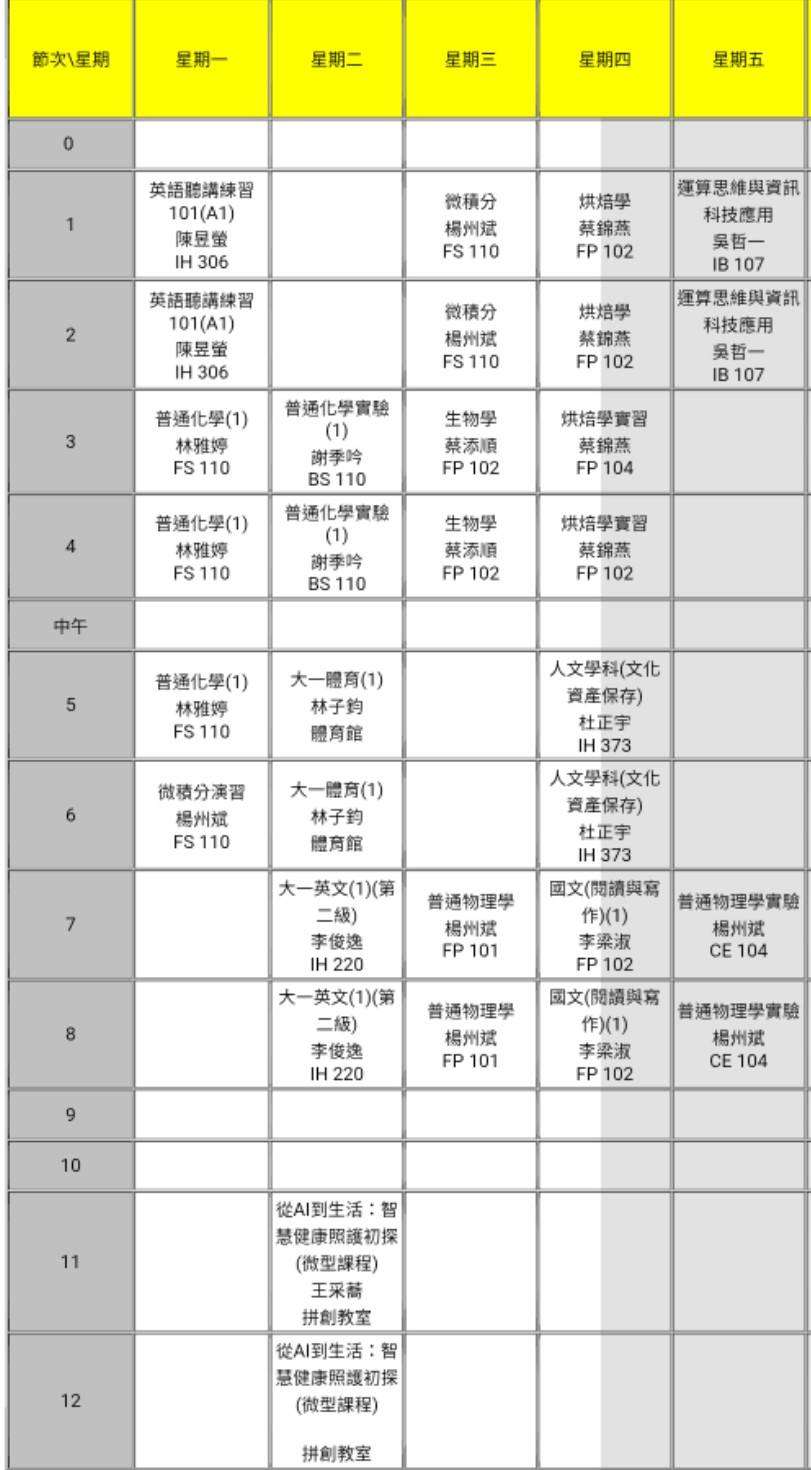 節次\星期 星期一 星期二 星期三 星期四 星期五
0
1
英語聽講練習
101(A1)
陳昱螢
IH 306
微積分
楊州斌
FS 110
烘焙學
蔡錦燕
FP 102
運算思維與資訊
科技應用
吳哲一
IB 107
2
英語聽講練習
101(A1)
陳昱螢
IH 306
微積分
楊州斌
FS 110
烘焙學
蔡錦燕
FP 102
運算思維與資訊
科技應用
吳哲一
IB 107
3
普通化學(1)
林雅婷
FS 110
普通化學實驗
(1)
謝季吟
BS 110
生物學
蔡添順
FP 102
烘焙學實習
蔡錦燕
FP 104
4
普通化學(1)
林雅婷
FS 110
普通化學實驗
(1)
謝季吟
BS 110
生物學
蔡添順
FP 102
烘焙學實習
蔡錦燕
FP 102
中午
5
普通化學(1)
林雅婷
FS 110
大一體育(1)
林子鈞
體育館
人文學科(文化
資產保存)
杜正宇
IH 373
6
微積分演習
楊州斌
FS 110
大一體育(1)
林子鈞
體育館
人文學科(文化
資產保存)
杜正宇
IH 373
7
大一英文(1)(第
二級)
李俊逸
IH 220
普通物理學
楊州斌
FP 101
國文(閱讀與寫
作)(1)
李梁淑
FP 102
普通物理學實驗
楊州斌
CE 104
8
大一英文(1)(第
二級)
李俊逸
IH 220
普通物理學
楊州斌
FP 101
國文(閱讀與寫
作)(1)
李梁淑
FP 102
普通物理學實驗
楊州斌
CE 104
9
10
11
從AI到生活：智
慧健康照護初探
(微型課程)
王采蕎
拼創教室
12
從AI到生活：智
慧健康照護初探
(微型課程)
拼創教室